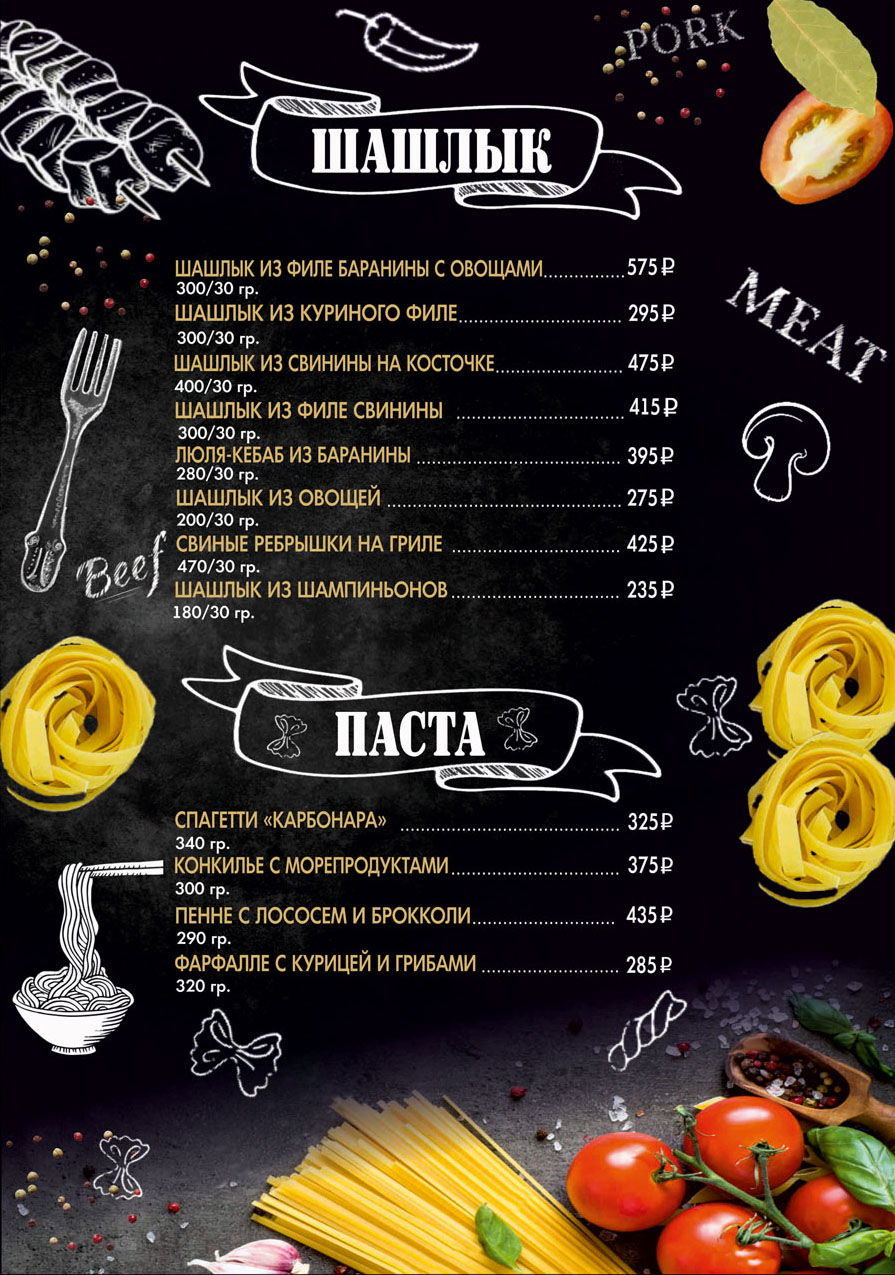 PORK
ШАШЛЫК
ШАШЛЫК ИЗ ФИЛЕ БАРАНИНЫ С ОВОЩАМИ................575₽
300/30 гр.
ШАШЛЫК ИЗ КУРИНОГО ФИЛЕ................................295₽
300/30 гр.
MEAT
ШАШЛЫК ИЗ СВИНИНЫ НА КОСТОЧКЕ.........................475₽
400/30 гр.
ШАШЛЫК ИЗ ФИЛЕ СВИНИНЫ .................................415₽
300/30 гр.
ЛЮЛЯ-КЕБАБ ИЗ БАРАНИНЫ ........................................395₽
280/30 гр.
ШАШЛЫК ИЗ ОВОЩЕЙ ..............................................275₽
200/30 гр.
СВИНЫЕ РЕБРЫШКИ НА ГРИЛЕ .................................425₽
470/30 гр.
Beef
ШАШЛЫК ИЗ ШАМПИНЬОНОВ.................................235₽
180/30 гр.
ПАСТА
СПАГЕТТИ «КАРБОНАРА» ...........................................325₽
340 гр.
КОНКИЛЬЕ С МОРЕПРОДУКТАМИ.................................375₽
300 гр.
ПЕННЕ С ЛОСОСЕМ И БРОККОЛИ............................435₽
290 гр.
ФАРФАЛЛЕ С КУРИЦЕЙ И ГРИБАМИ ...........................285₽
320 гр.